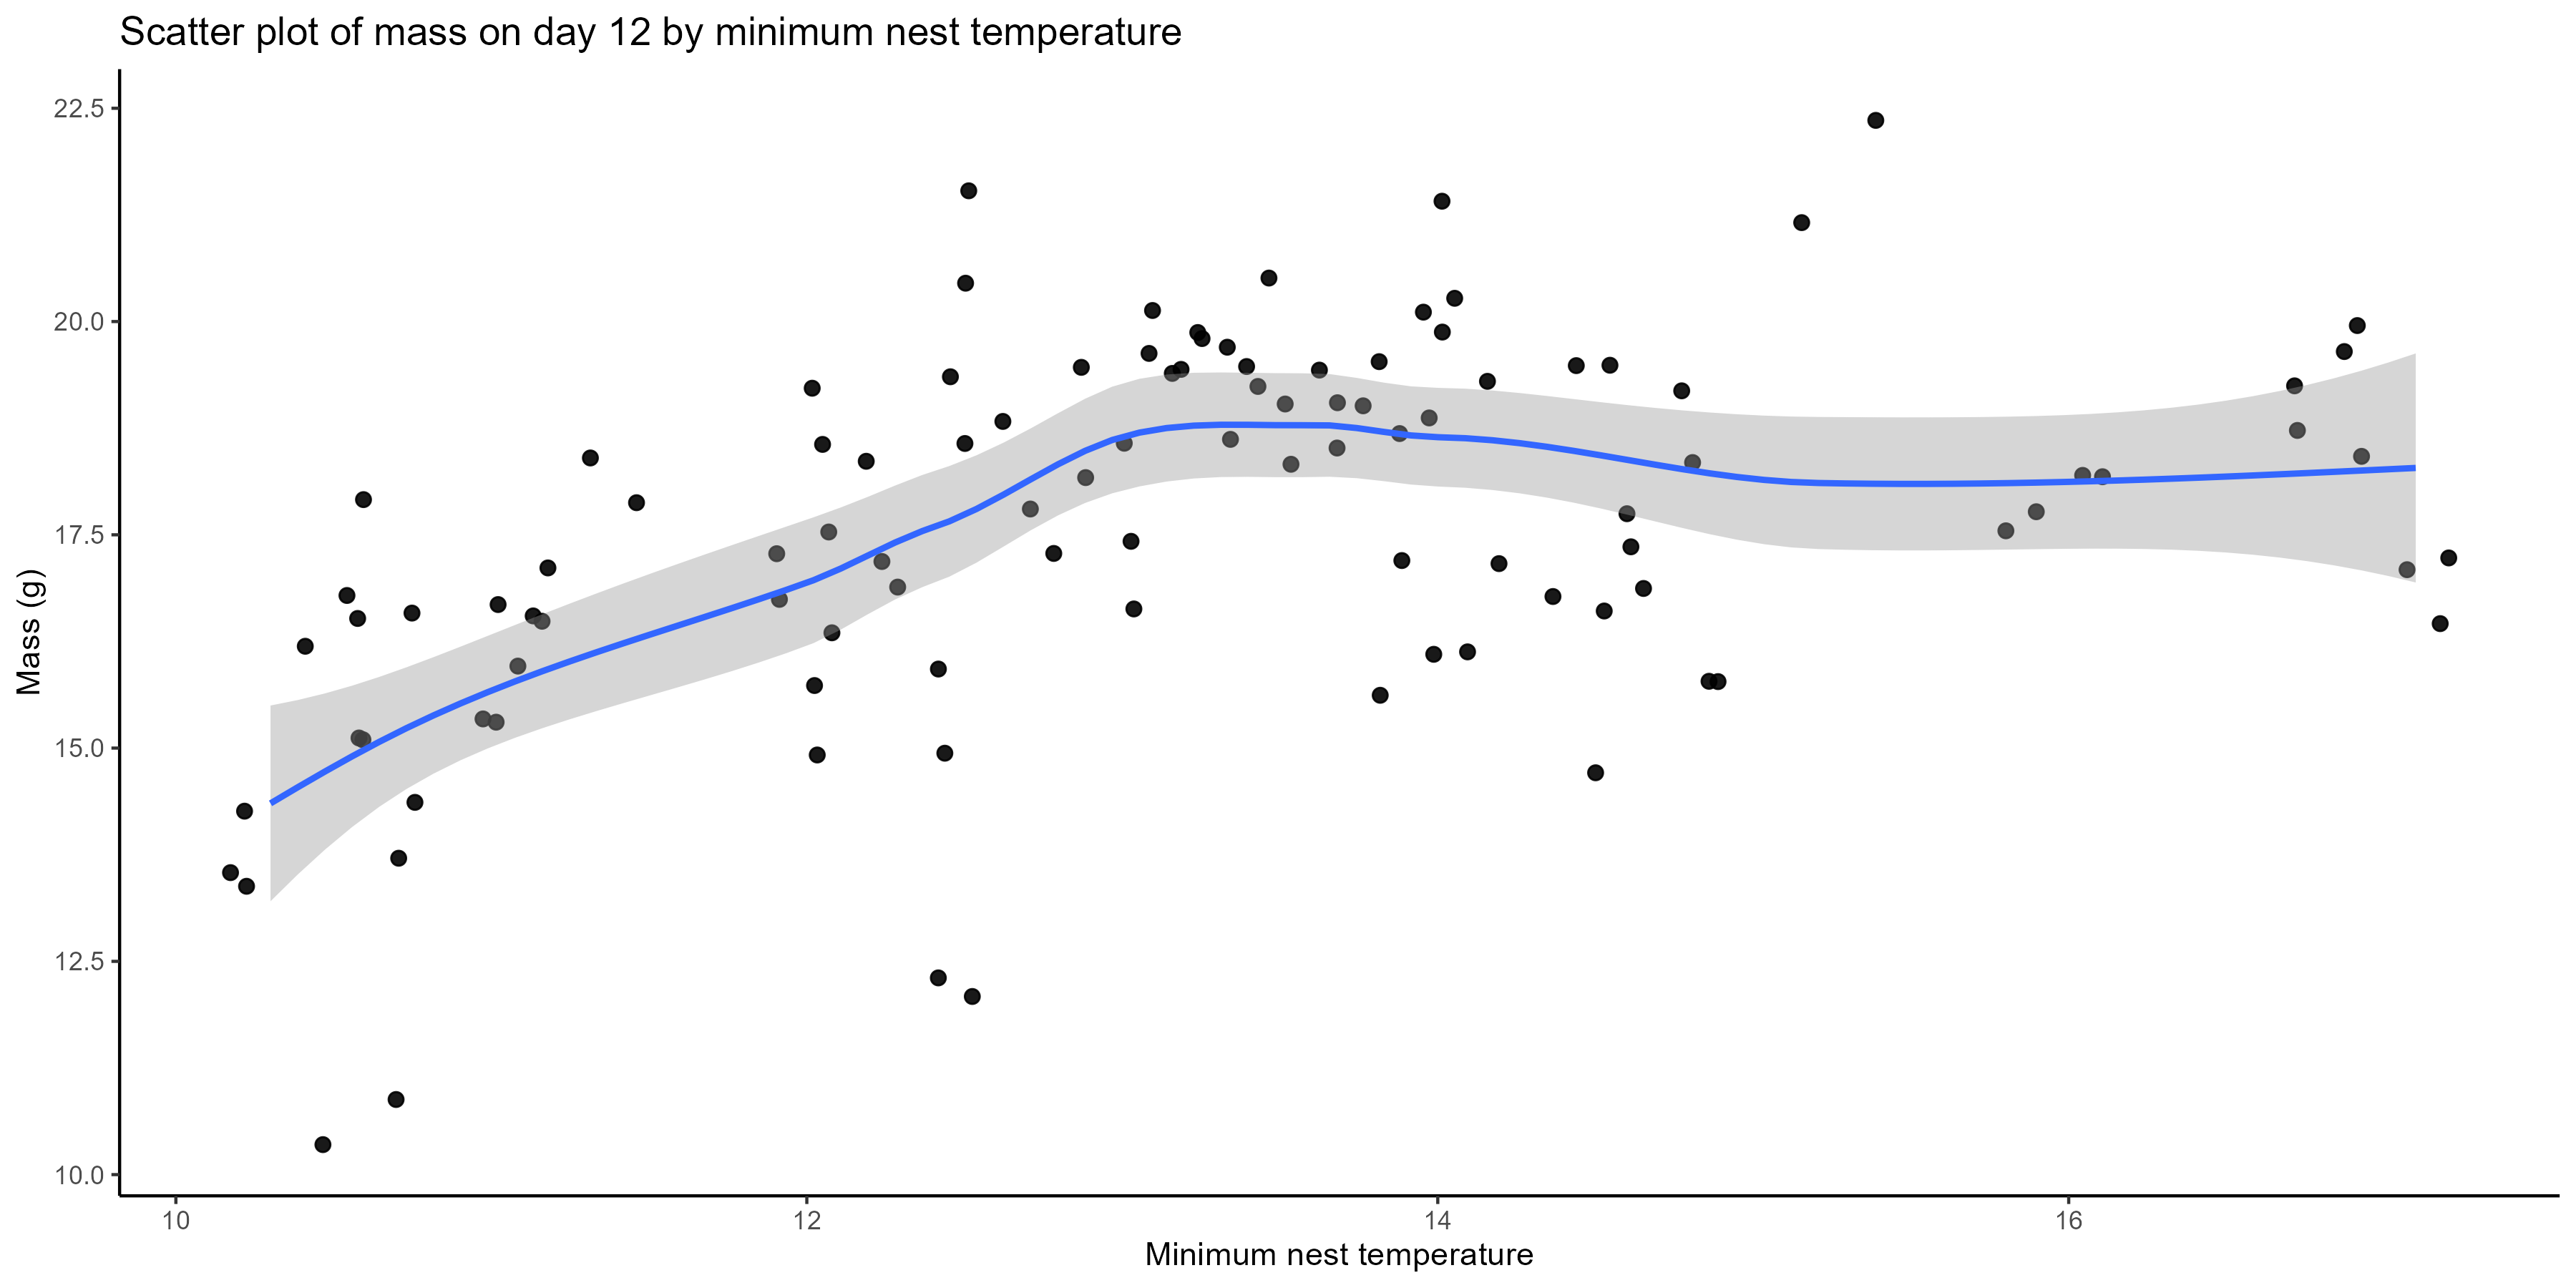 Scatter plot of mass on day 12 by minimum nest temperature
22.5
20.0
17.5
15.0
12.5
10.0
Mass (g)
10 12 14 16
Minimum nest temperature